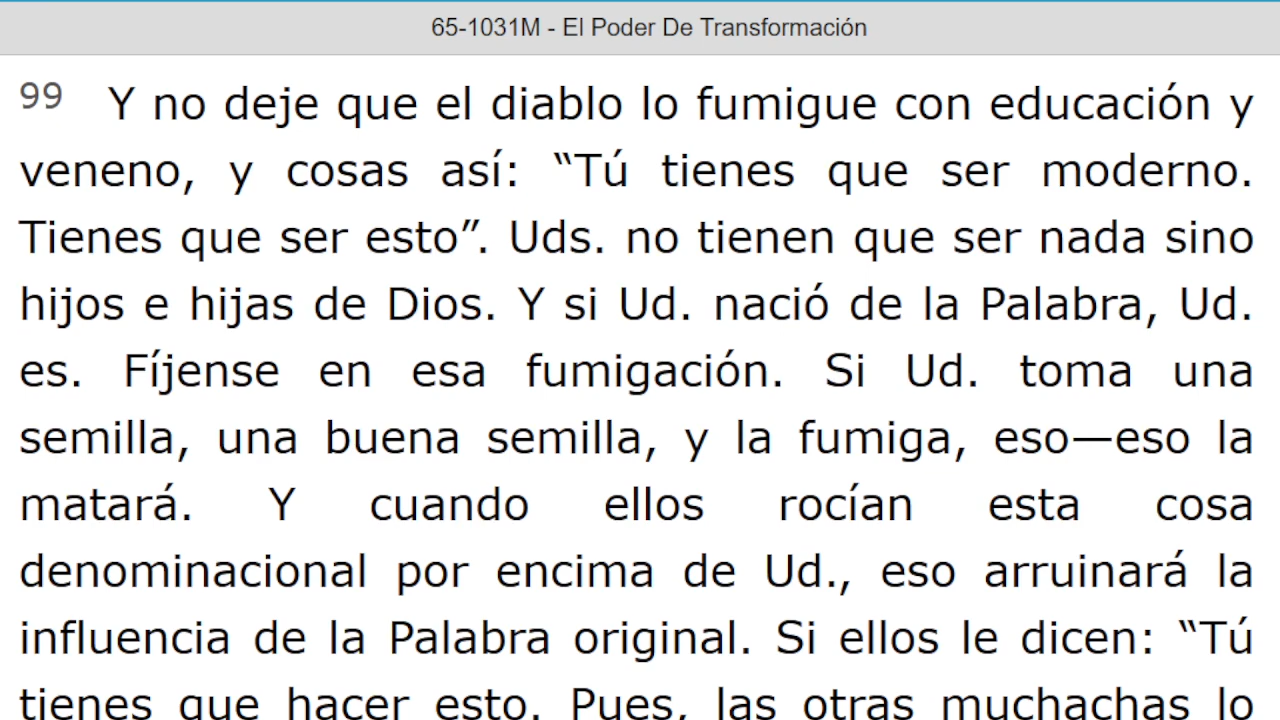 65-1031M - El Poder De Transformación
99 Y no deje que el diablo lo fumigue con educación y
veneno, y cosas así: “Tú tienes que ser moderno.
Tienes que ser esto”. Uds. no tienen que ser nada sino
hijos e hijas de Dios. Y si Ud. nació de la Palabra, Ud.
es. Fíjense en esa fumigación. Si Ud. toma una
semilla, una buena semilla, y la fumiga, eso—eso la
matará. Y cuando ellos rocían esta cosa
denominacional por encima de Ud., eso arruinará la
influencia de la Palabra original. Si ellos le dicen: “Tú
tienes que hacer esto. Pues, las otras muchachas lo